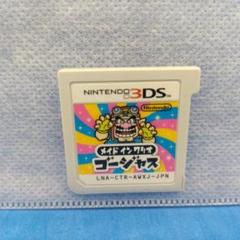 NINTENDO 3DS
Nintendo
メイド イン ワリオ
ゴージャス
LNA-CTR-AWXJ-JPN